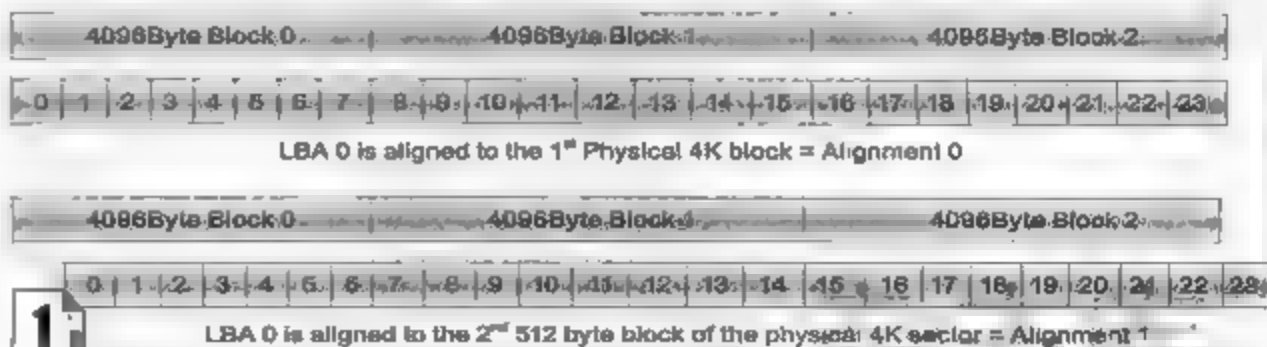 4096Byte Block 0 4096Byte Block 1 4096Byte Block 2
0 1 2 3 4 5 6 7 8 9 10 11 12 13 14 15 16 17 18 19 20 21 22 23
LBA 0 is aligned to the 1st Physical 4K block = Alignment 0
4096Byte Block 0 4096Byte Block 1 4096Byte Block 2
0 1 2 3 4 5 6 7 8 9 10 11 12 13 14 15 16 17 18 19 20 21 22 23
LBA 0 is aligned to the 2nd 512 byte block of the physical 4K sector = Alignment 1
1